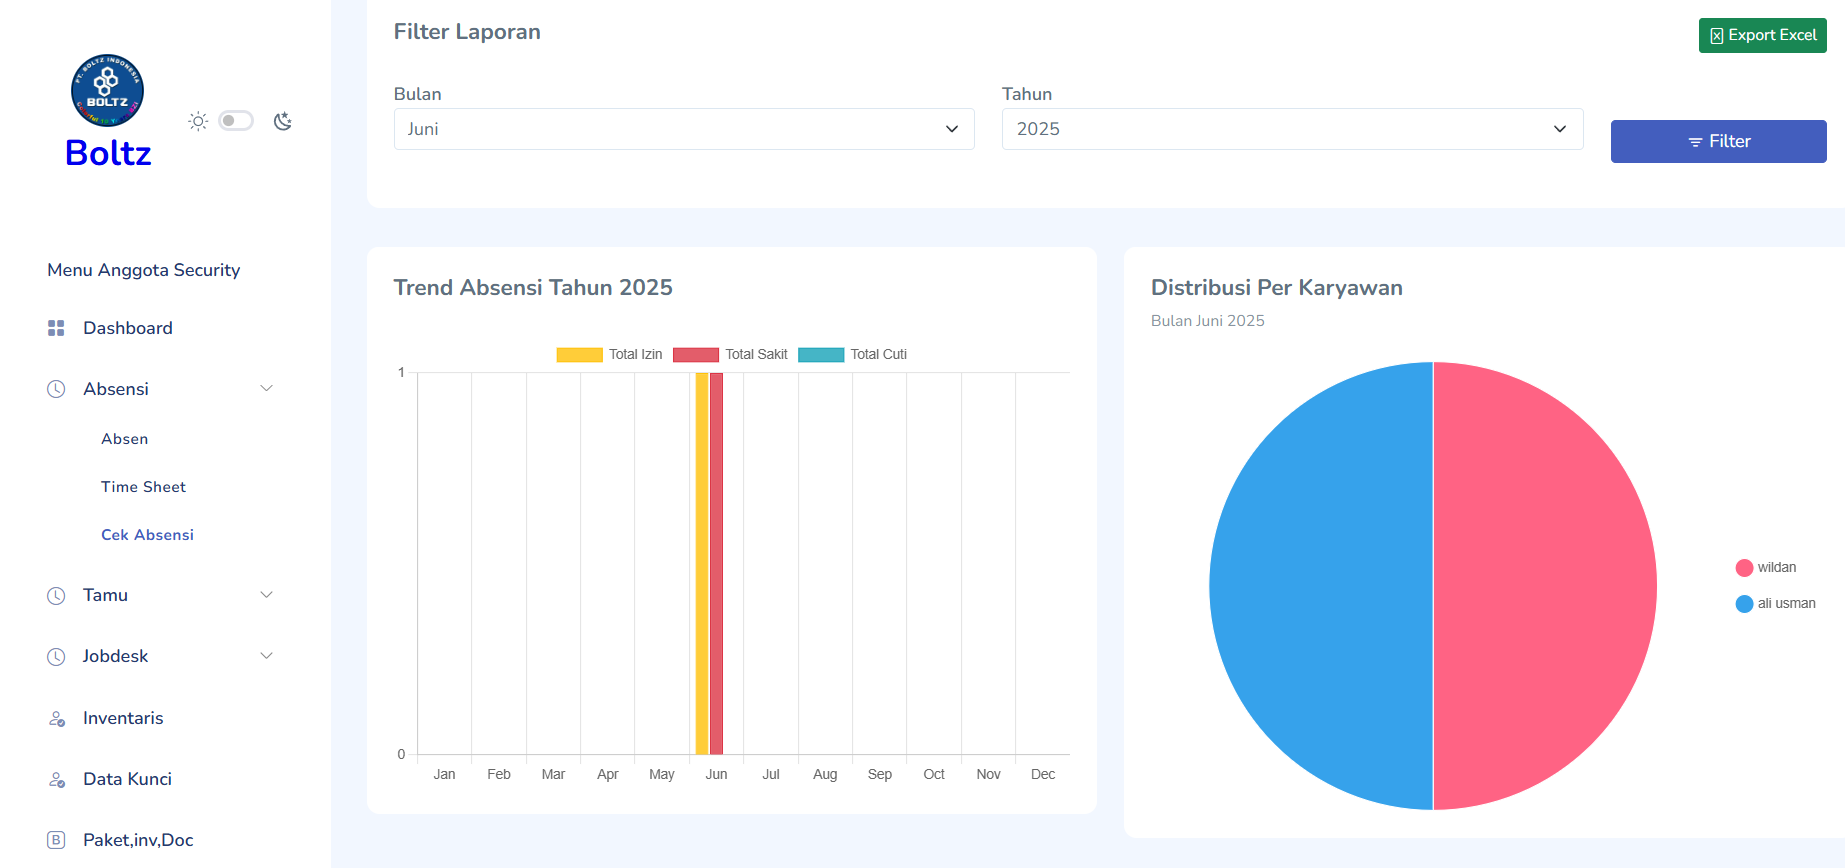 PT. BOLTZ INDONESIA
BOLTZ
Boltz
Menu Anggota Security
Dashboard
Absensi
Absen
Time Sheet
Cek Absensi
Tamu
Jobdesk
Inventaris
Data Kunci
B
Paket,inv,Doc
Filter Laporan
Export Excel
Bulan
Juni
Tahun
2025
Filter
Trend Absensi Tahun 2025
Total Izin Total Sakit Total Cuti
1
0
Jan Feb Mar Apr May Jun Jul Aug Sep Oct Nov Dec
Distribusi Per Karyawan
Bulan Juni 2025
wildan
ali usman